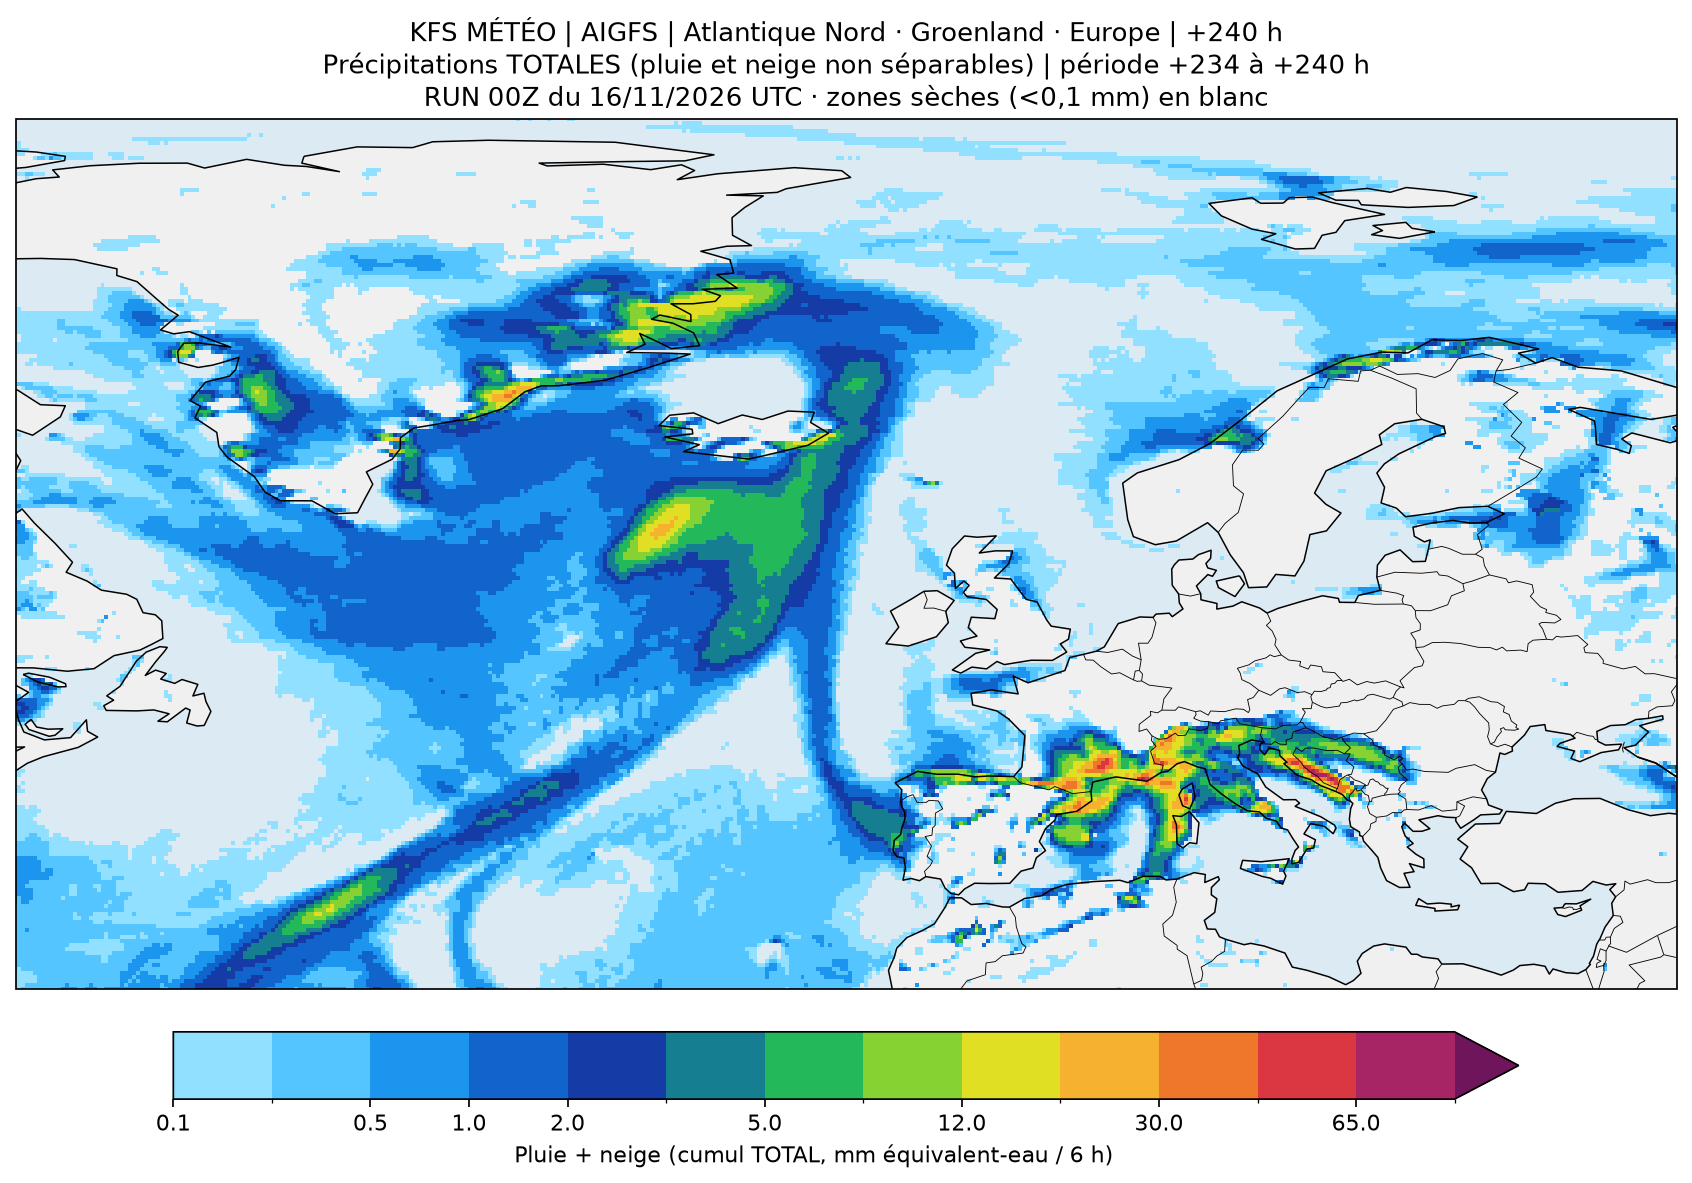 KFS MÉTÉO | AIGFS | Atlantique Nord · Groenland · Europe | +240 h
Précipitations TOTALES (pluie et neige non séparables) | période +234 à +240 h
RUN 00Z du 16/11/2026 UTC · zones sèches (<0,1 mm) en blanc
0.1 0.5 1.0 2.0 5.0 12.0 30.0 65.0
Pluie + neige (cumul TOTAL, mm équivalent-eau / 6 h)